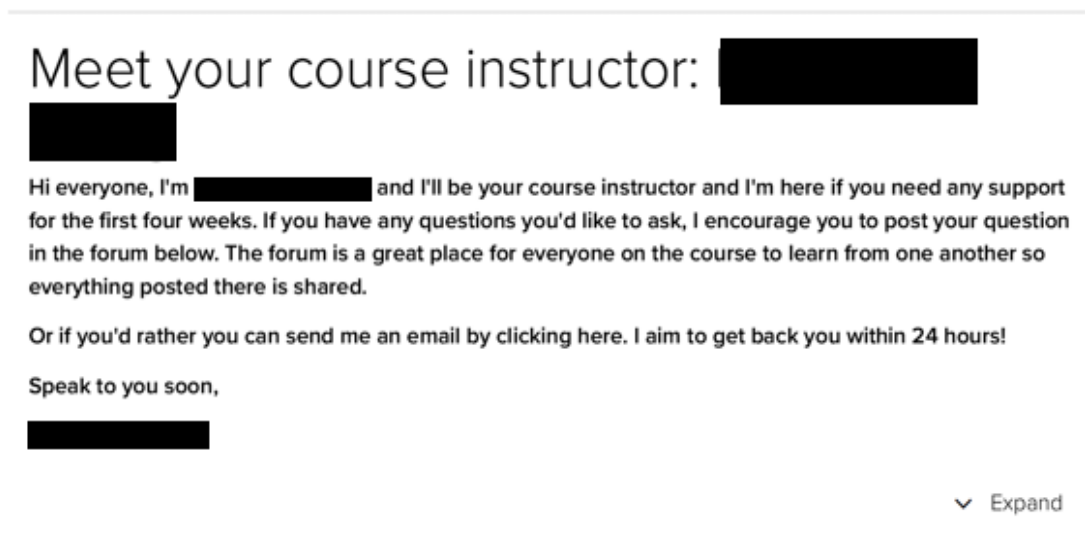 Meet your course instructor:
Hi everyone, I'm and I'll be your course instructor and I'm here if you need any support
for the first four weeks. If you have any questions you'd like to ask, I encourage you to post your question
in the forum below. The forum is a great place for everyone on the course to learn from one another so
everything posted there is shared.
Or if you'd rather you can send me an email by clicking here. I aim to get back you within 24 hours!
Speak to you soon,
Expand